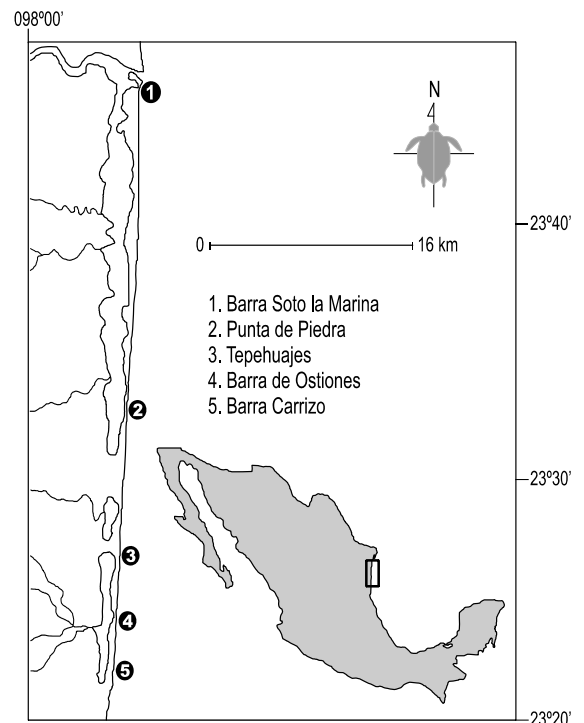 098º00'
1
N
4
23º40'
0 16 km
1. Barra Soto la Marina
2. Punta de Piedra
3. Tepehuajes
4. Barra de Ostiones
5. Barra Carrizo
2
23º30'
3
4
5
23º20'